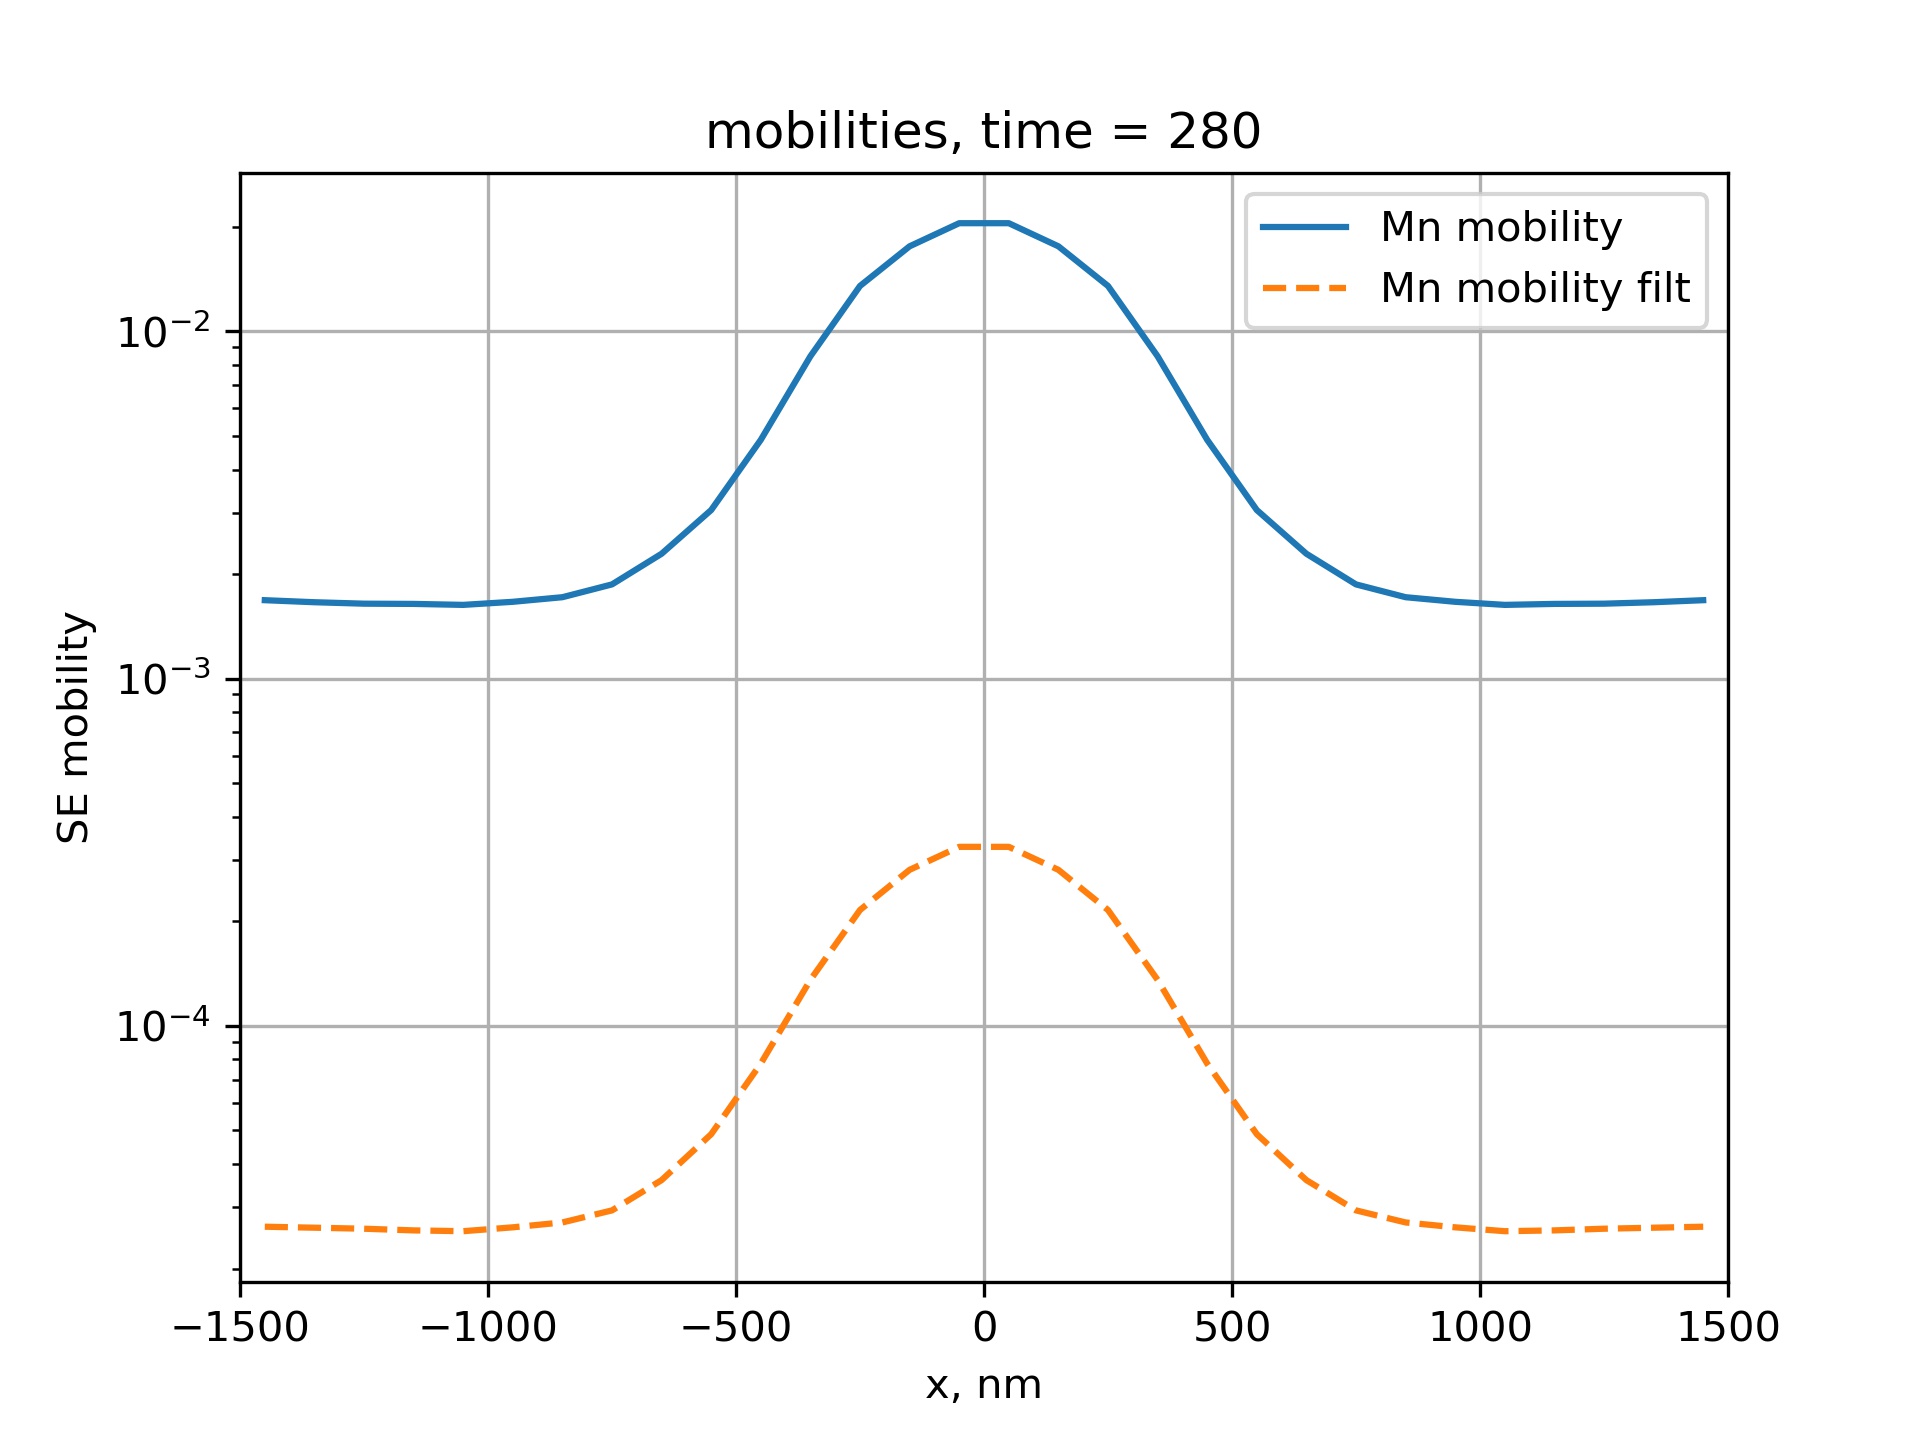 mobilities, time = 280
Mn mobility
Mn mobility filt
10⁻²
10⁻³
10⁻⁴
SE mobility
−1500 −1000 −500 0 500 1000 1500
x, nm